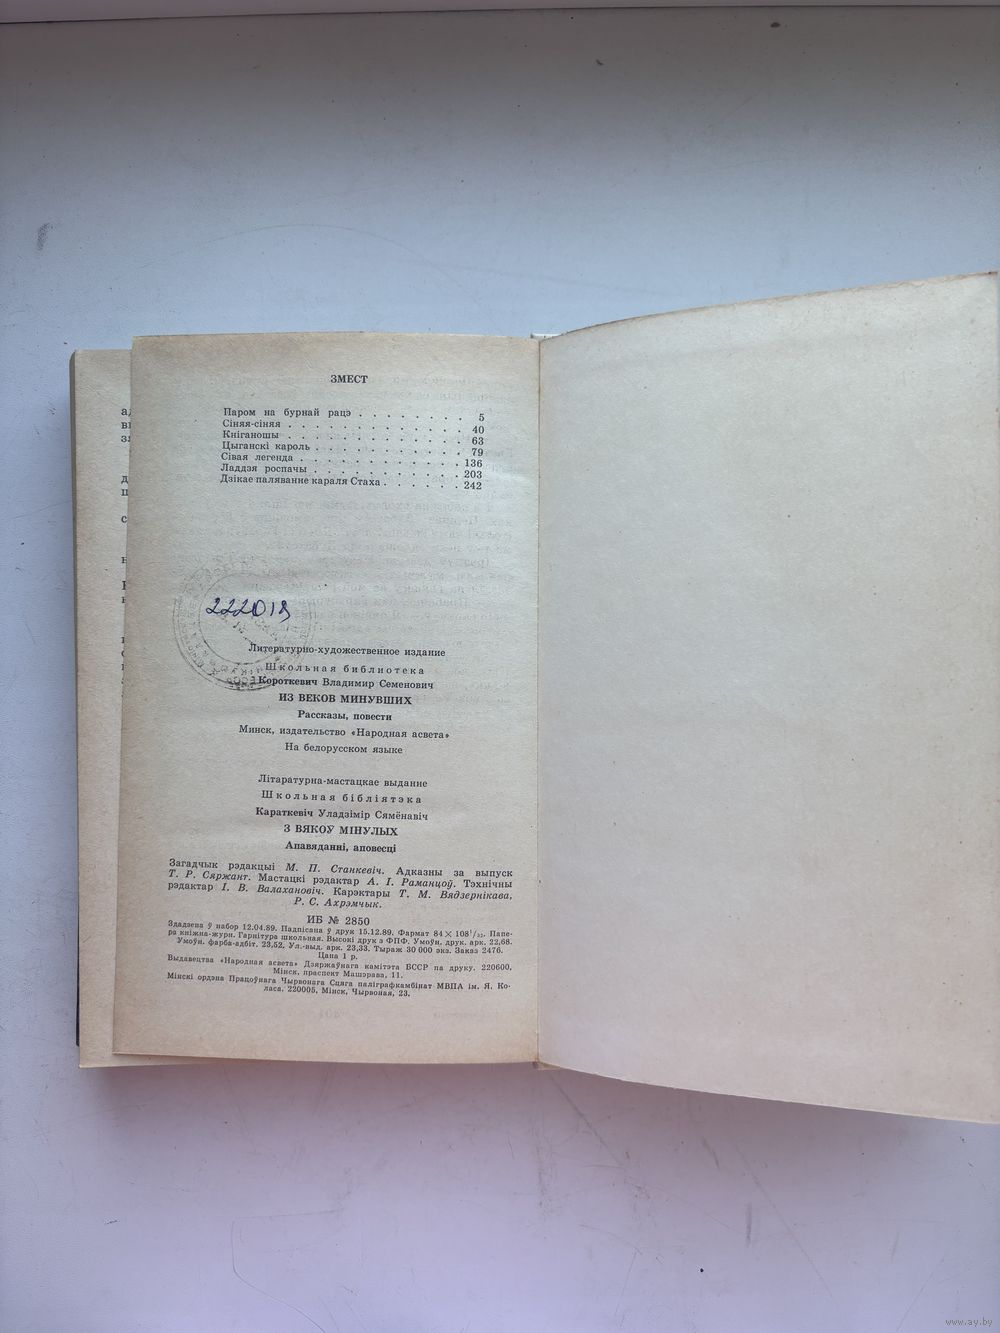 ЗМЕСТ
Паром на бурнай рацэ . . . . . . . . 5
Сіняя-сіняя . . . . . . . . . . . . 40
Кніганошы . . . . . . . . . . . . 63
Цыганскі кароль . . . . . . . . . . 79
Сівая легенда . . . . . . . . . . . 136
Ладдзя роспачы . . . . . . . . . . 203
Дзікае паляванне караля Стаха . . . . . . 242
222018
Литературно-художественное издание
Школьная библиотека
Короткевич Владимир Семенович
ИЗ ВЕКОВ МИНУВШИХ
Рассказы, повести
Минск, издательство «Народная асвета»
На белорусском языке
Літаратурна-мастацкае выданне
Школьная бібліятэка
Караткевіч Уладзімір Сямёнавіч
З ВЯКОЎ МІНУЛЫХ
Апавяданні, аповесці
Загадчык рэдакцыі М. П. Станкевіч. Адказны за выпуск
Т. Р. Сяржант. Мастацкі рэдактар А. І. Раманцоў. Тэхнічны
рэдактар І. В. Валахановіч. Карэктары Т. М. Вядзернікава,
Р. С. Ахрэмчык.
ИБ № 2850
Здадзена ў набор 12.04.89. Падпісана ў друк 15.12.89. Фармат 84×108¹/₃₂. Папе-
ра кніжна-журн. Гарнітура школьная. Высокі друк з ФПФ. Умоўн. друк. арк. 22,68.
Умоўн. фарба-адбіт. 23,52. Ул.-выд. арк. 23,33. Тыраж 30 000 экз. Заказ 2476.
Цана 1 р.
Выдавецтва «Народная асвета» Дзяржаўнага камітэта БССР па друку. 220600,
Мінск, праспект Машэрава, 11.
Мінскі ордэна Працоўнага Чырвонага Сцяга паліграфкамбінат МВПА ім. Я. Ко-
ласа. 220005, Мінск, Чырвоная, 23.
www.ay.by